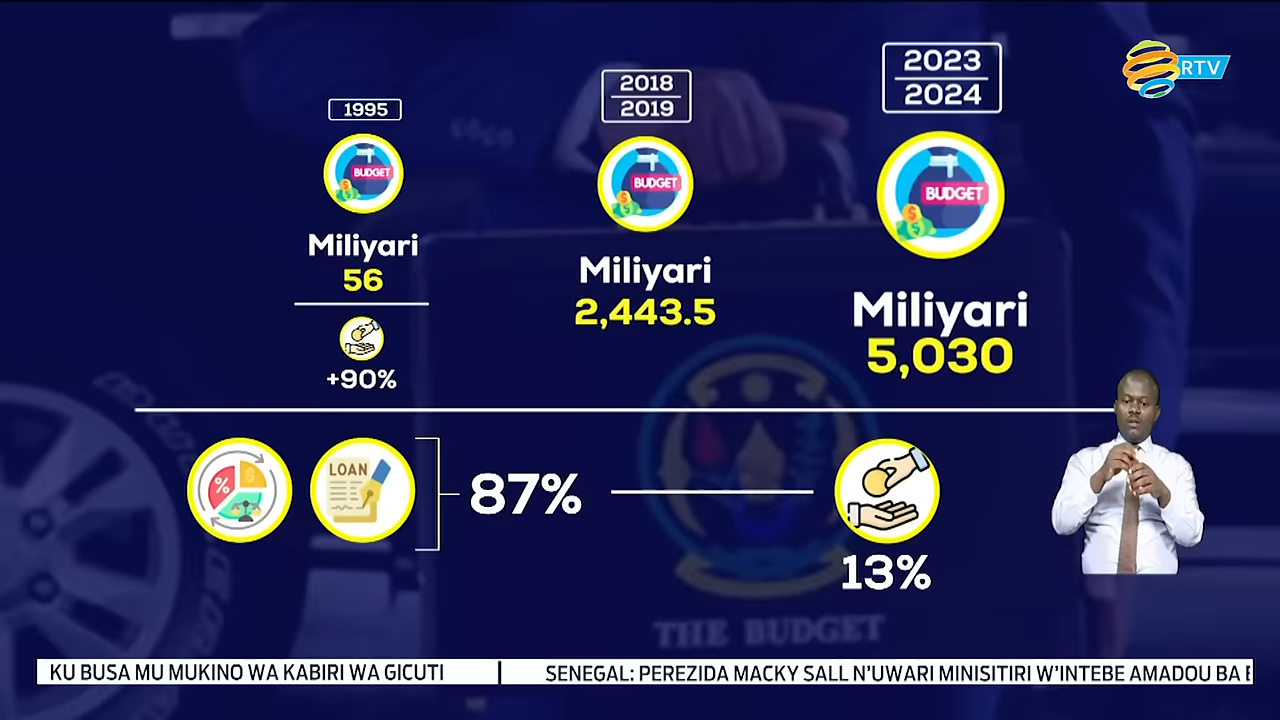 1995
BUDGET
Miliyari
56
+90%
2018
2019
BUDGET
Miliyari
2,443.5
2023
2024
BUDGET
Miliyari
5,030
RTV
%
LOAN
87%
13%
THE BUDGET
KU BUSA MU MUKINO WA KABIRI WA GICUTI
SENEGAL: PEREZIDA MACKY SALL N'UWARI MINISITIRI W'INTEBE AMADOU BA